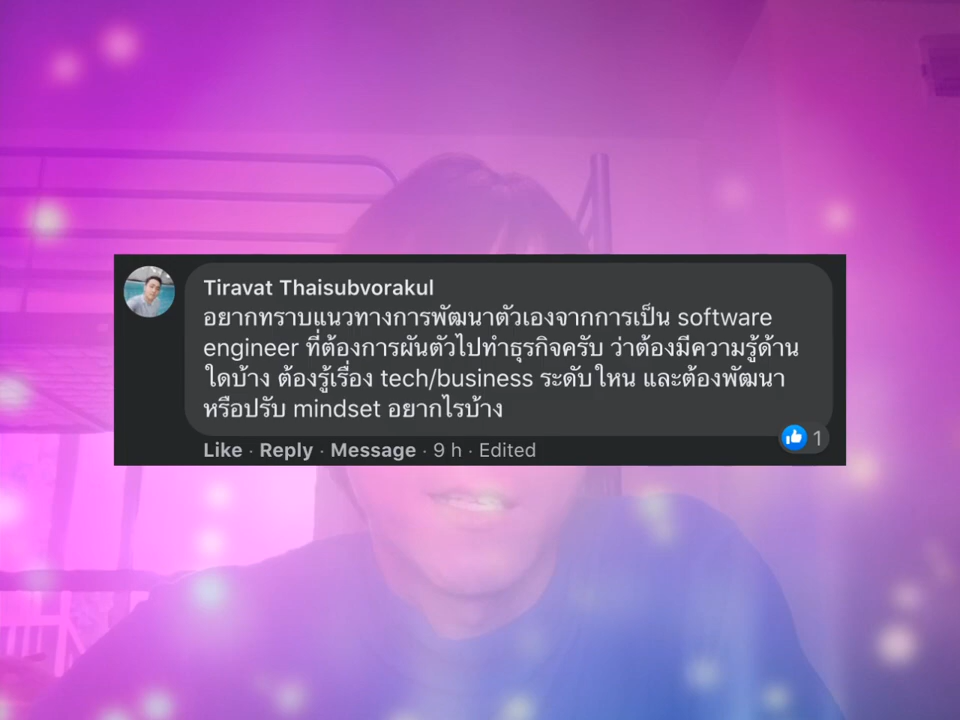 Tiravat Thaisubvorakul
อยากทราบแนวทางการพัฒนาตัวเองจากการเป็น software
engineer ที่ต้องการผันตัวไปทำธุรกิจครับ ว่าต้องมีความรู้ด้าน
ใดบ้าง ต้องรู้เรื่อง tech/business ระดับไหน และต้องพัฒนา
หรือปรับ mindset อยากไรบ้าง
1
Like · Reply · Message · 9 h · Edited